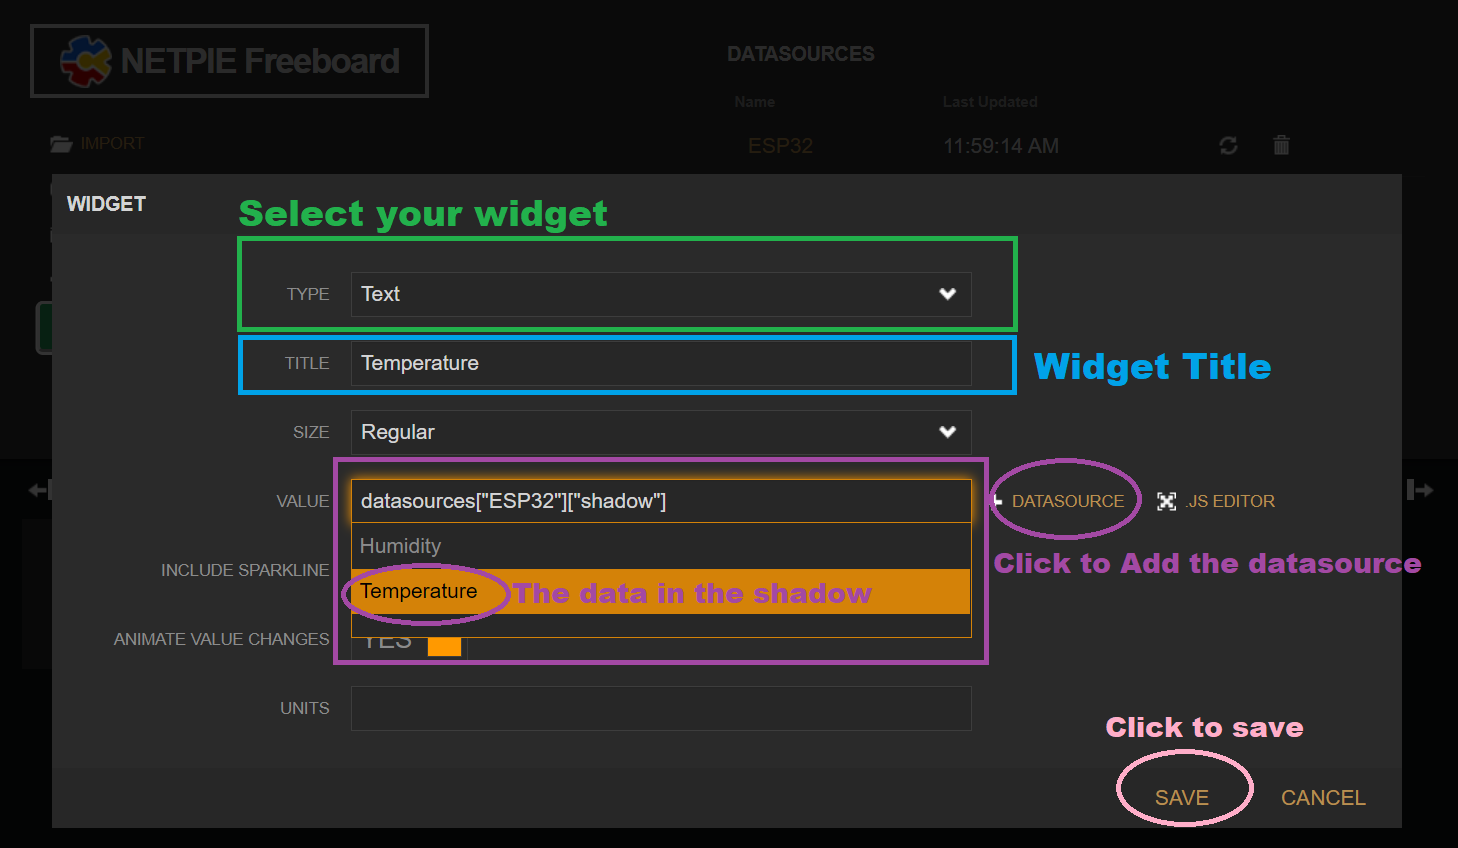 NETPIE Freeboard
DATASOURCES
Name Last Updated
IMPORT
ESP32 11:59:14 AM
WIDGET
Select your widget
TYPE Text
TITLE Temperature
Widget Title
SIZE Regular
VALUE datasources["ESP32"]["shadow"]
DATASOURCE .JS EDITOR
Humidity
Click to Add the datasource
INCLUDE SPARKLINE
Temperature The data in the shadow
ANIMATE VALUE CHANGES YES
UNITS
Click to save
SAVE CANCEL